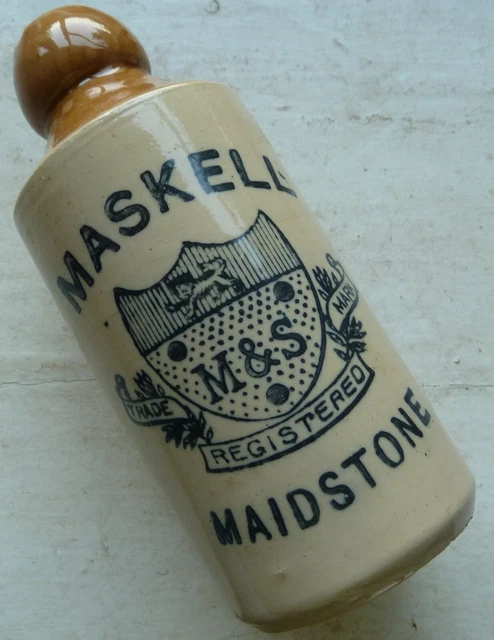 MASKELL
M&S
TRADE
MARK
REGISTERED
MAIDSTONE